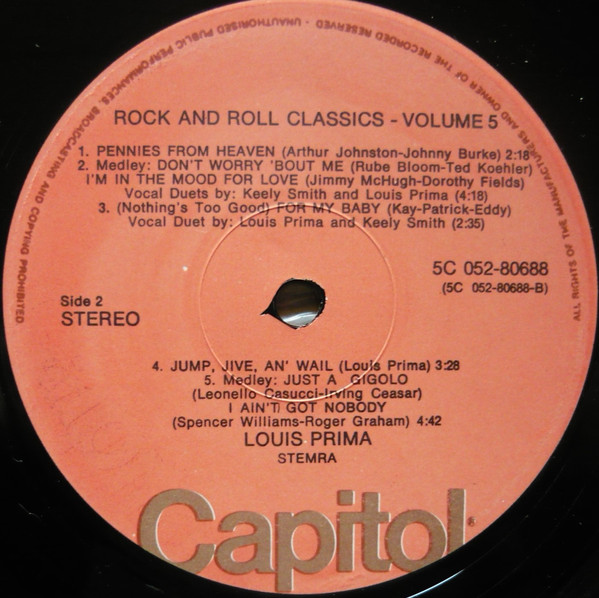 ALL RIGHTS OF THE MANUFACTURERS AND OWNER OF THE RECORDED RESERVED - UNAUTHORISED PUBLIC PERFORMANCES, BROADCASTING AND COPYING PROHIBITED
ROCK AND ROLL CLASSICS - VOLUME 5
1. PENNIES FROM HEAVEN (Arthur Johnston-Johnny Burke) 2:18
2. Medley: DON'T WORRY 'BOUT ME (Rube Bloom-Ted Koehler)
I'M IN THE MOOD FOR LOVE (Jimmy McHugh-Dorothy Fields)
Vocal Duets by: Keely Smith and Louis Prima (4:18)
3. (Nothing's Too Good) FOR MY BABY (Kay-Patrick-Eddy)
Vocal Duet by: Louis Prima and Keely Smith (2:35)
5C 052-80688
(5C 052-80688-B)
Side 2
STEREO
4. JUMP, JIVE, AN' WAIL (Louis Prima) 3:28
5. Medley: JUST A GIGOLO
(Leonello Casucci-Irving Ceasar)
I AIN'T GOT NOBODY
(Spencer Williams-Roger Graham) 4:42
LOUIS PRIMA
STEMRA
Capitol®